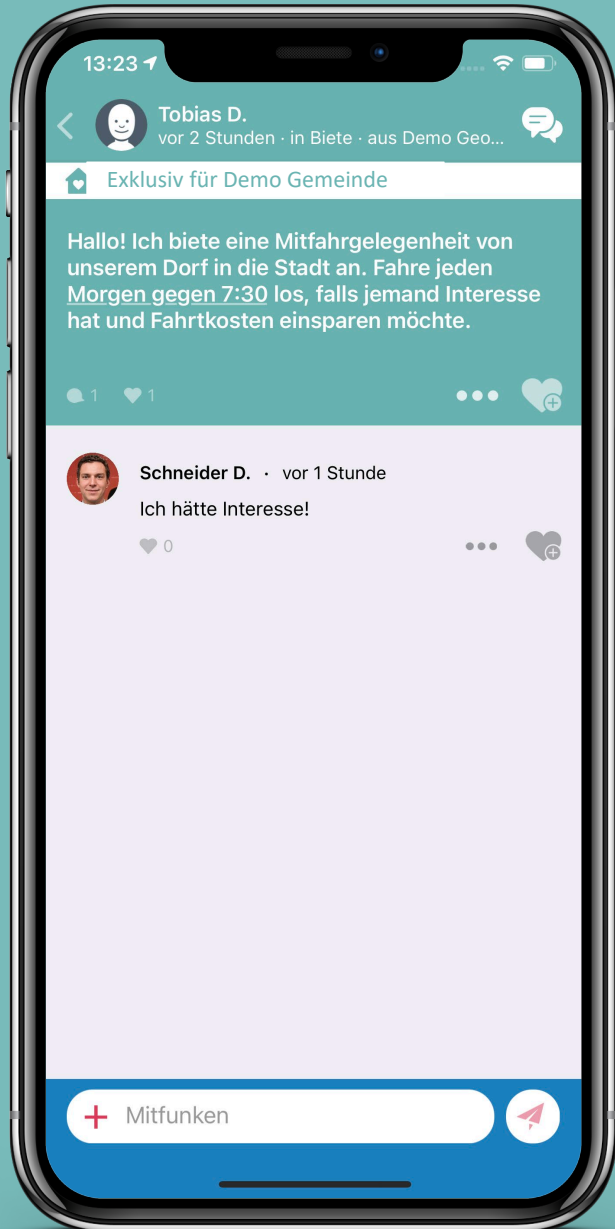 13:23
Tobias D.
vor 2 Stunden · in Biete · aus Demo Geo...
Exklusiv für Demo Gemeinde
Hallo! Ich biete eine Mitfahrgelegenheit von
unserem Dorf in die Stadt an. Fahre jeden
Morgen gegen 7:30 los, falls jemand Interesse
hat und Fahrtkosten einsparen möchte.
1 1
Schneider D. · vor 1 Stunde
Ich hätte Interesse!
0
Mitfunken